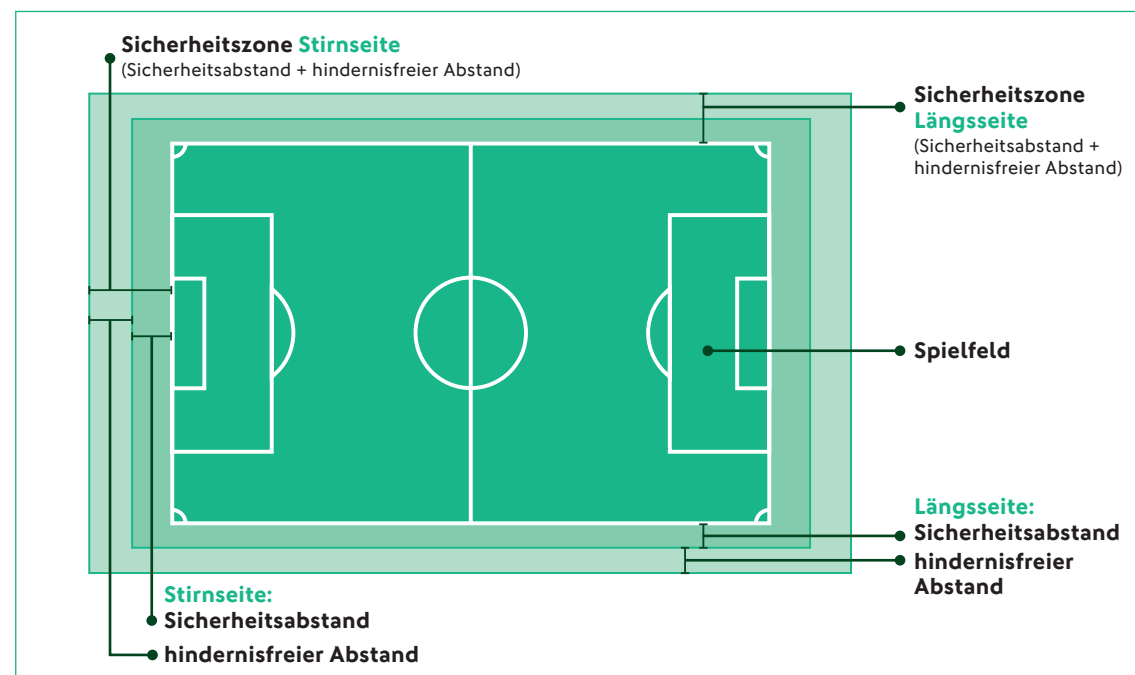 Sicherheitszone Stirnseite
(Sicherheitsabstand + hindernisfreier Abstand)
Sicherheitszone
Längsseite
(Sicherheitsabstand +
hindernisfreier Abstand)
Spielfeld
Längsseite:
Sicherheitsabstand
hindernisfreier
Abstand
Stirnseite:
Sicherheitsabstand
hindernisfreier Abstand